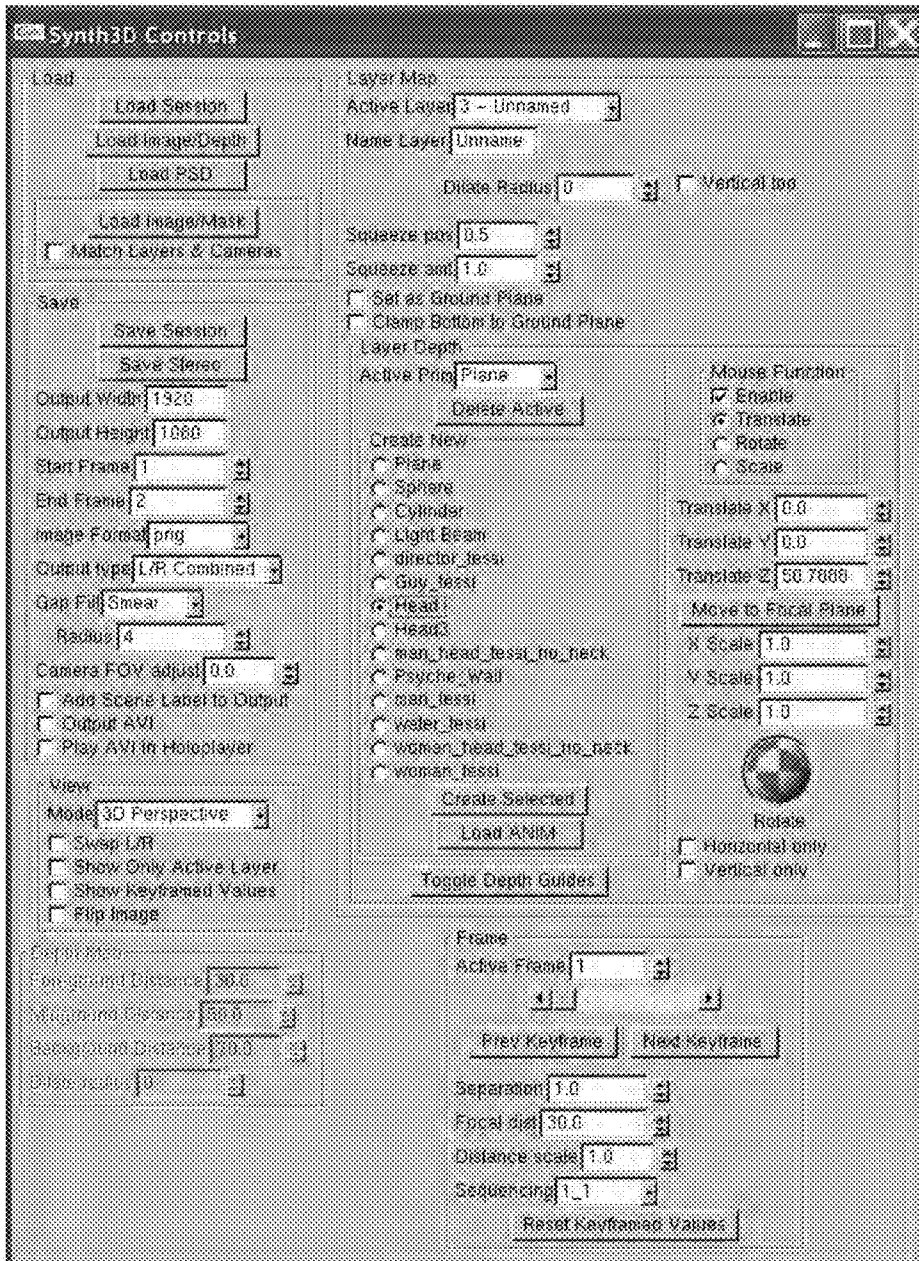 Synth3D Controls
Load
Load Session
Load Image/Depth
Load PSD
Load Image/Mask
Match Layers & Cameras
Save
Save Session
Save Stereo
Output Width 1920
Output Height 1080
Start Frame 1
End Frame 2
Image Format png
Output type L/R Combined
Gap Fill Smear
Radius 4
Camera FOV adjust 0.0
Add Scene Label to Output
Output AVI
Play AVI in Holoplayer
View
Mode 3D Perspective
Swap L/R
Show Only Active Layer
Show Keyframed Values
Flip Image
Foreground Distance 30.0
Midground Distance 50.0
Background Distance
Layer Map
Active Layer 3 ~ Unnamed
Name Layer Unname
Dilate Radius 0
Vertical
Squeeze pos 0.5
Squeeze amt 1.0
Set as Ground Plane
Clamp Bottom to Ground Plane
Layer Depth
Active Prim Plane
Delete Active
Create New
Plane
Sphere
Cylinder
Light Beam
director_tessi
Guy_tessi
Head1
Head3
man_head_tessi_no_neck
Psyche_Wall
man_tessi
water_tessi
woman_head_tessi_no_neck
woman_tessi
Create Selected
Load ANIM
Toggle Depth Guides
Mouse Function
Enable
Translate
Rotate
Scale
Translate X 0.0
Translate Y 0.0
Translate Z
Move to Focal Plane
X Scale 1.0
Y Scale 1.0
Z Scale 1.0
Rotate
Horizontal only
Vertical only
Frame
Active Frame 1
Prev Keyframe Next Keyframe
Separation 1.0
Focal dist 30.0
Distance scale 1.0
Sequencing 1_1
Reset Keyframed Values